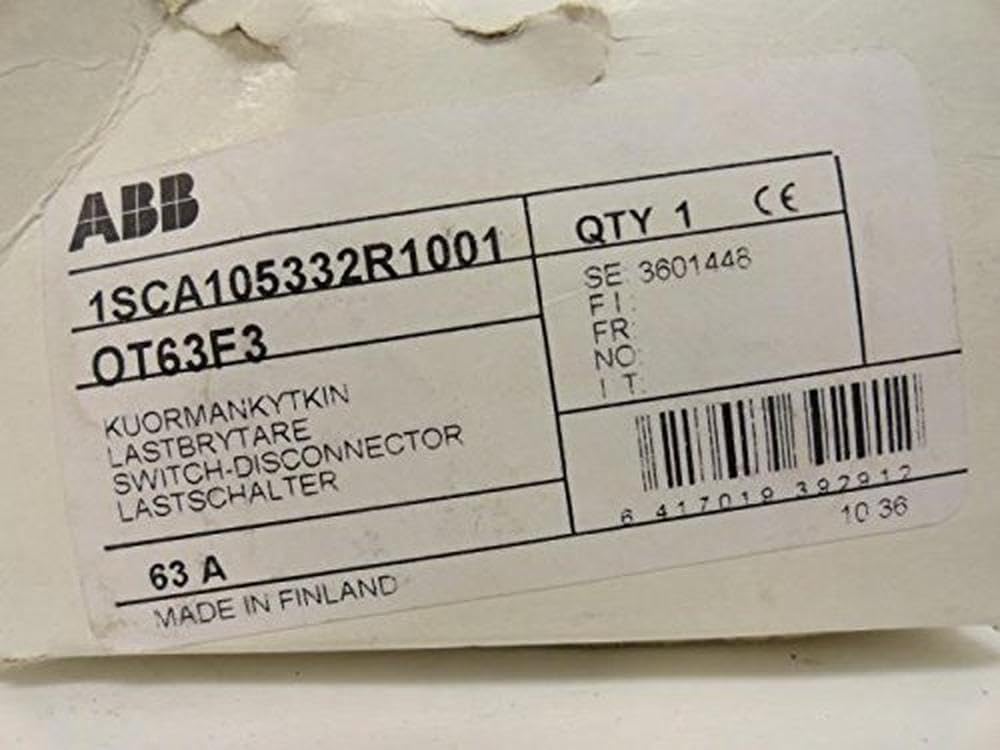 ABB
1SCA105332R1001
OT63F3
KUORMANKYTKIN
LASTBRYTARE
SWITCH-DISCONNECTOR
LASTSCHALTER
63 A
MADE IN FINLAND
QTY 1 CE
SE: 3601448
FI:
FR:
NO:
IT:
6 417019 392912
10 36